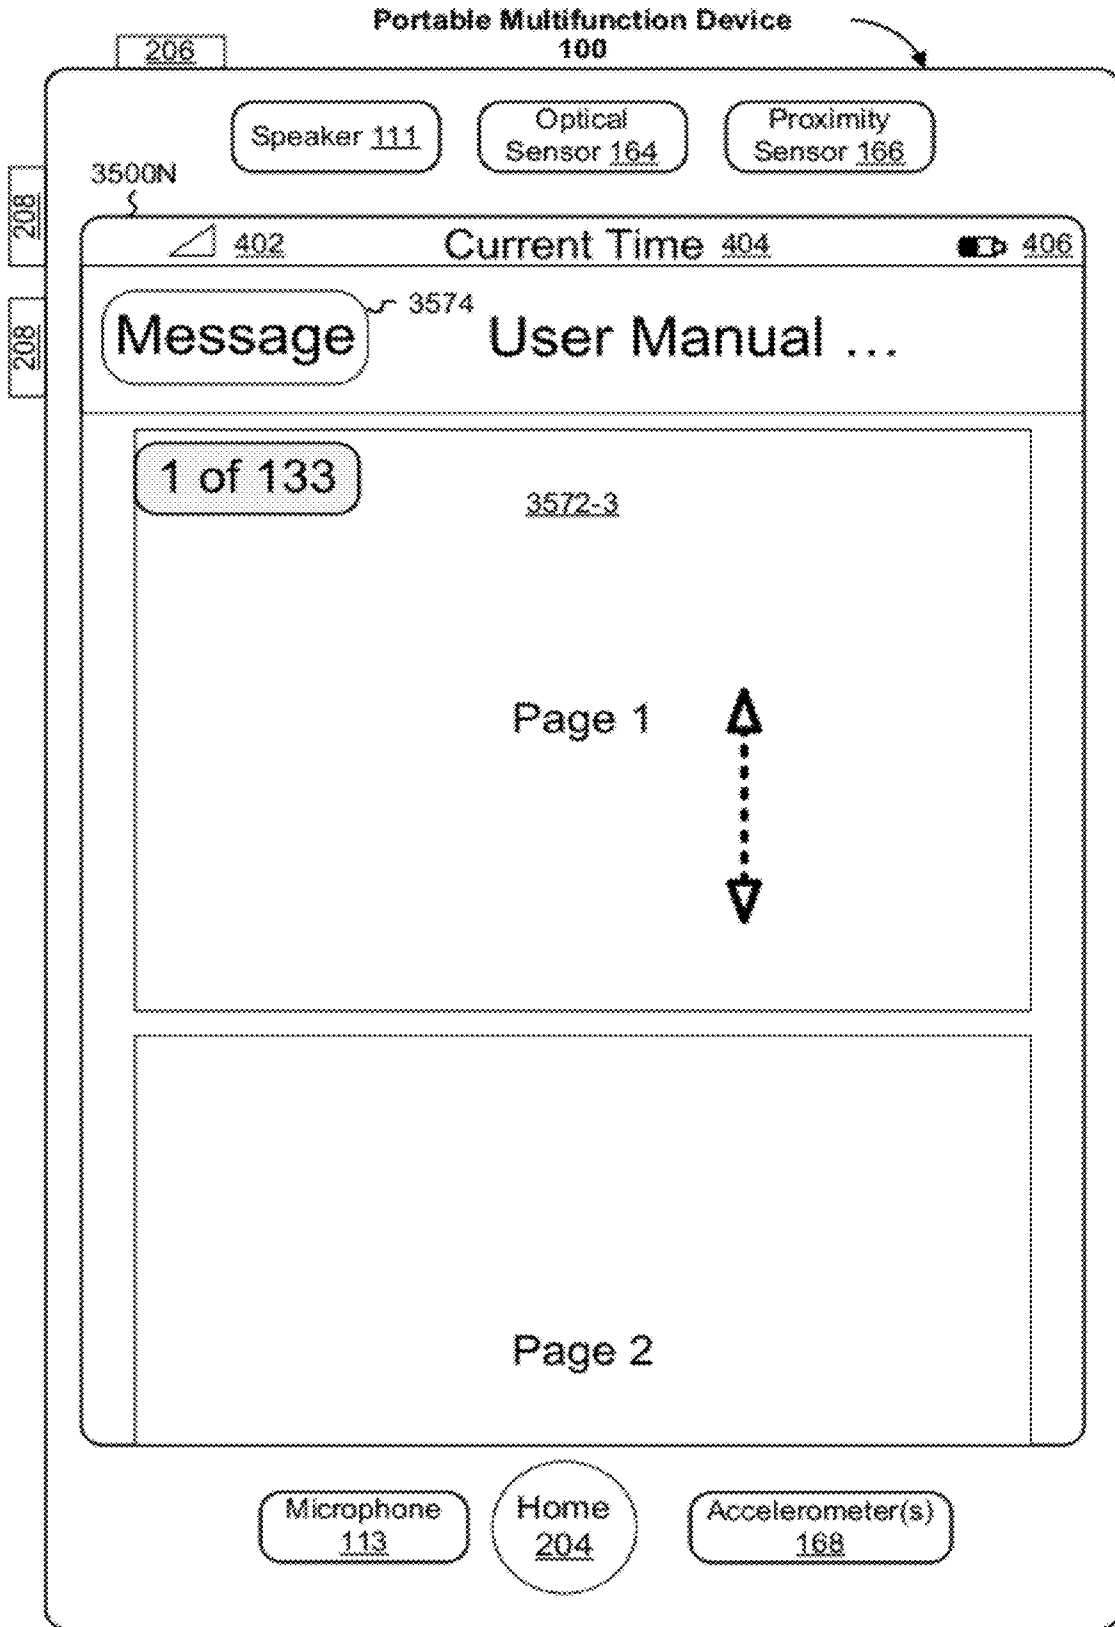 Portable Multifunction Device
100
206
Speaker 111
Optical
Sensor 164
Proximity
Sensor 166
3500N
208
402
Current Time 404
406
208
Message
3574
User Manual ...
1 of 133
3572-3
Page 1
Page 2
Microphone
113
Home
204
Accelerometer(s)
168